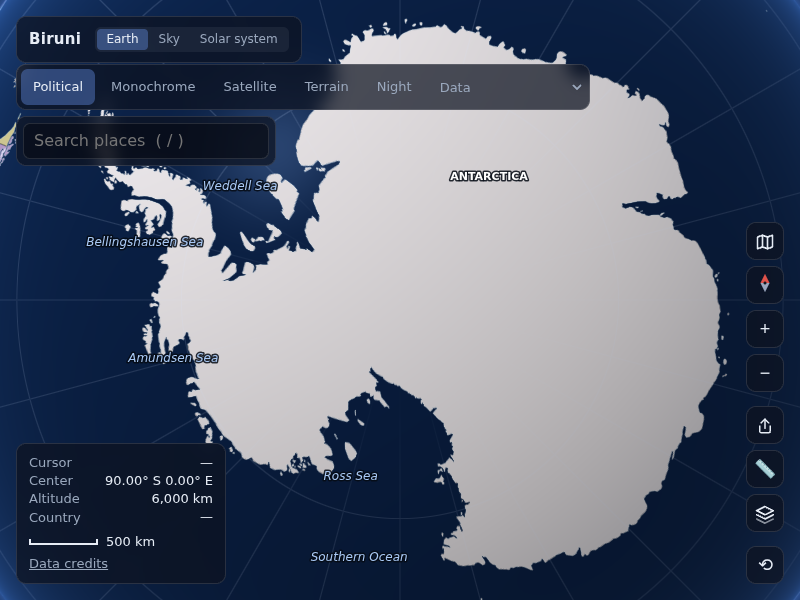 Biruni Earth Sky Solar system
Political Monochrome Satellite Terrain Night Data
Search places ( / )
ANTARCTICA
Weddell Sea
Bellingshausen Sea
Amundsen Sea
Ross Sea
Southern Ocean
+
−
Cursor —
Center 90.00° S 0.00° E
Altitude 6,000 km
Country —
500 km
Data credits